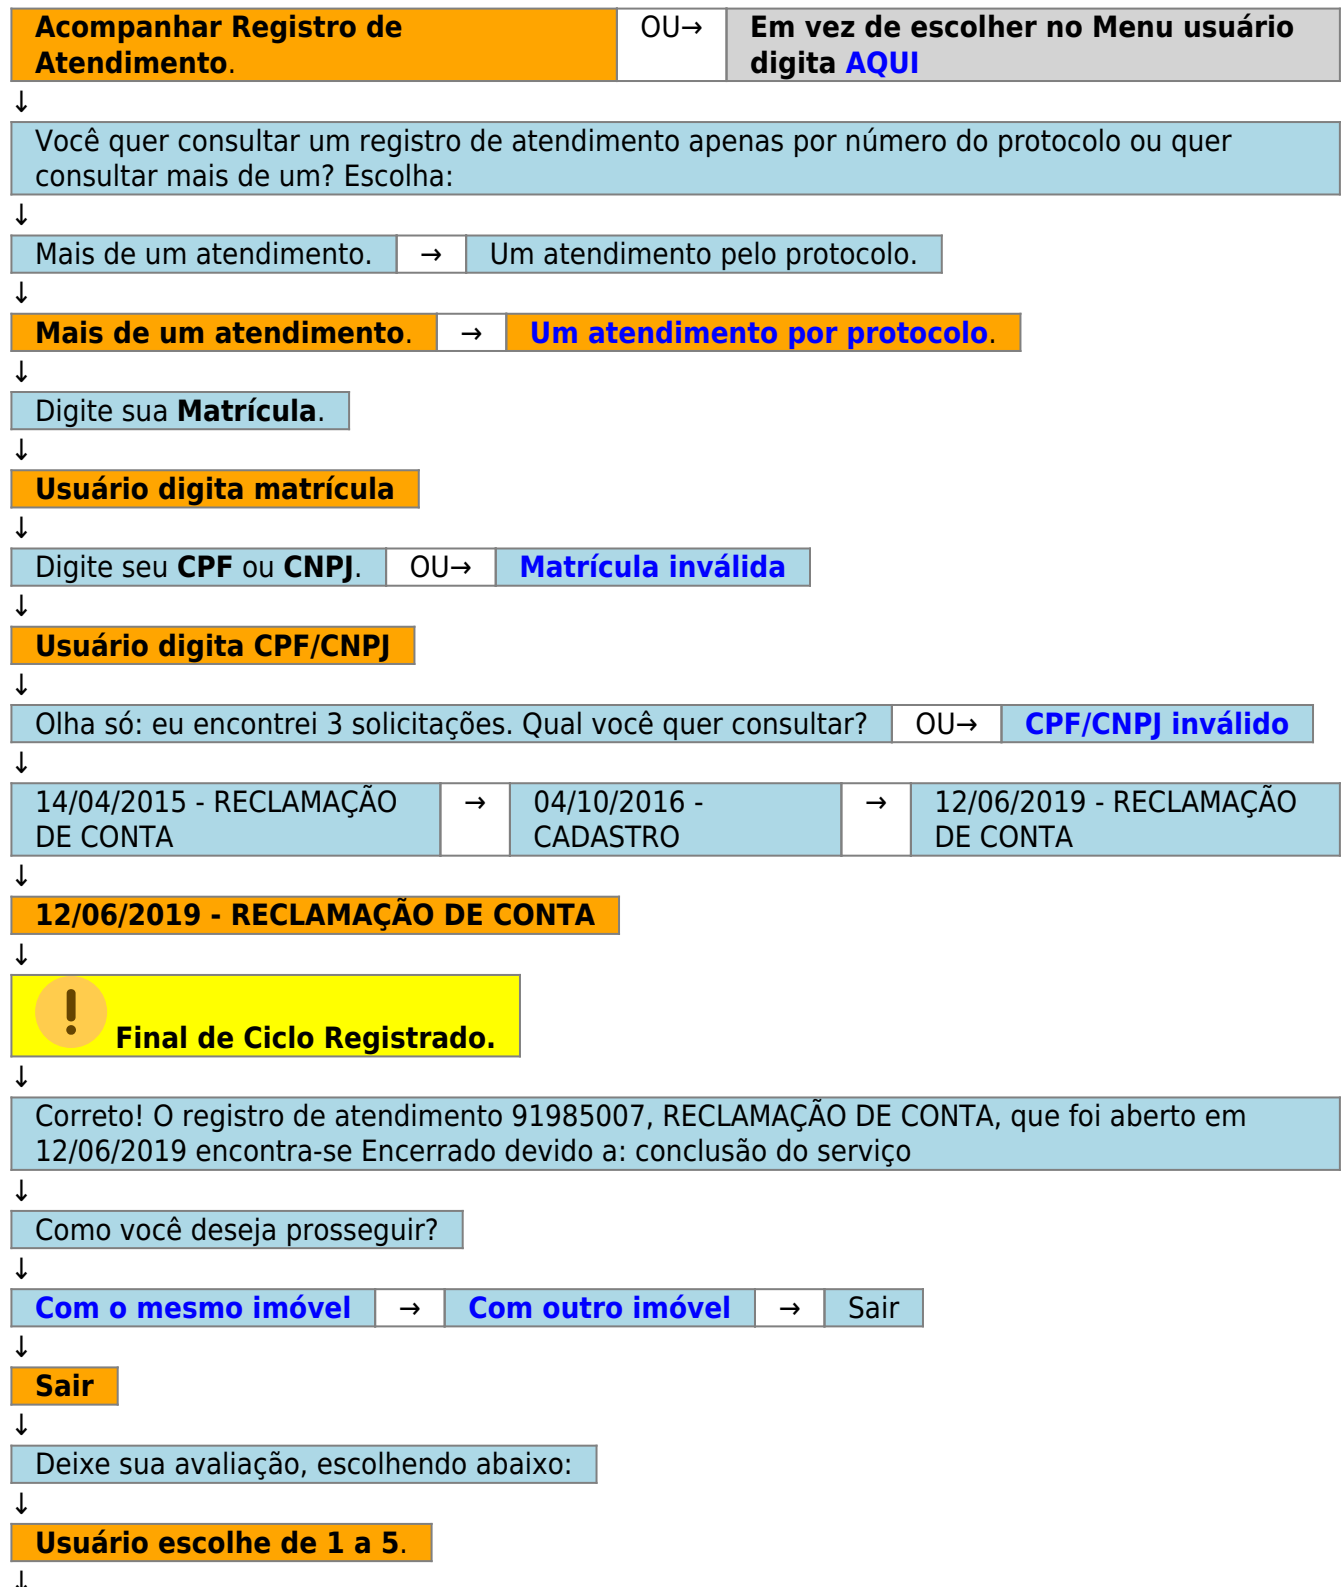 Acompanhar Registro de Atendimento. OU→ Em vez de escolher no Menu usuário digita AQUI
↓
Você quer consultar um registro de atendimento apenas por número do protocolo ou quer
consultar mais de um? Escolha:
↓
Mais de um atendimento. → Um atendimento pelo protocolo.
↓
Mais de um atendimento. → Um atendimento por protocolo.
↓
Digite sua Matrícula.
↓
Usuário digita matrícula
↓
Digite seu CPF ou CNPJ. OU→ Matrícula inválida
↓
Usuário digita CPF/CNPJ
↓
Olha só: eu encontrei 3 solicitações. Qual você quer consultar? OU→ CPF/CNPJ inválido
↓
14/04/2015 - RECLAMAÇÃO DE CONTA → 04/10/2016 - CADASTRO → 12/06/2019 - RECLAMAÇÃO DE CONTA
↓
12/06/2019 - RECLAMAÇÃO DE CONTA
↓
Final de Ciclo Registrado.
↓
Correto! O registro de atendimento 91985007, RECLAMAÇÃO DE CONTA, que foi aberto em
12/06/2019 encontra-se Encerrado devido a: conclusão do serviço
↓
Como você deseja prosseguir?
↓
Com o mesmo imóvel → Com outro imóvel → Sair
↓
Sair
↓
Deixe sua avaliação, escolhendo abaixo:
↓
Usuário escolhe de 1 a 5.
↓